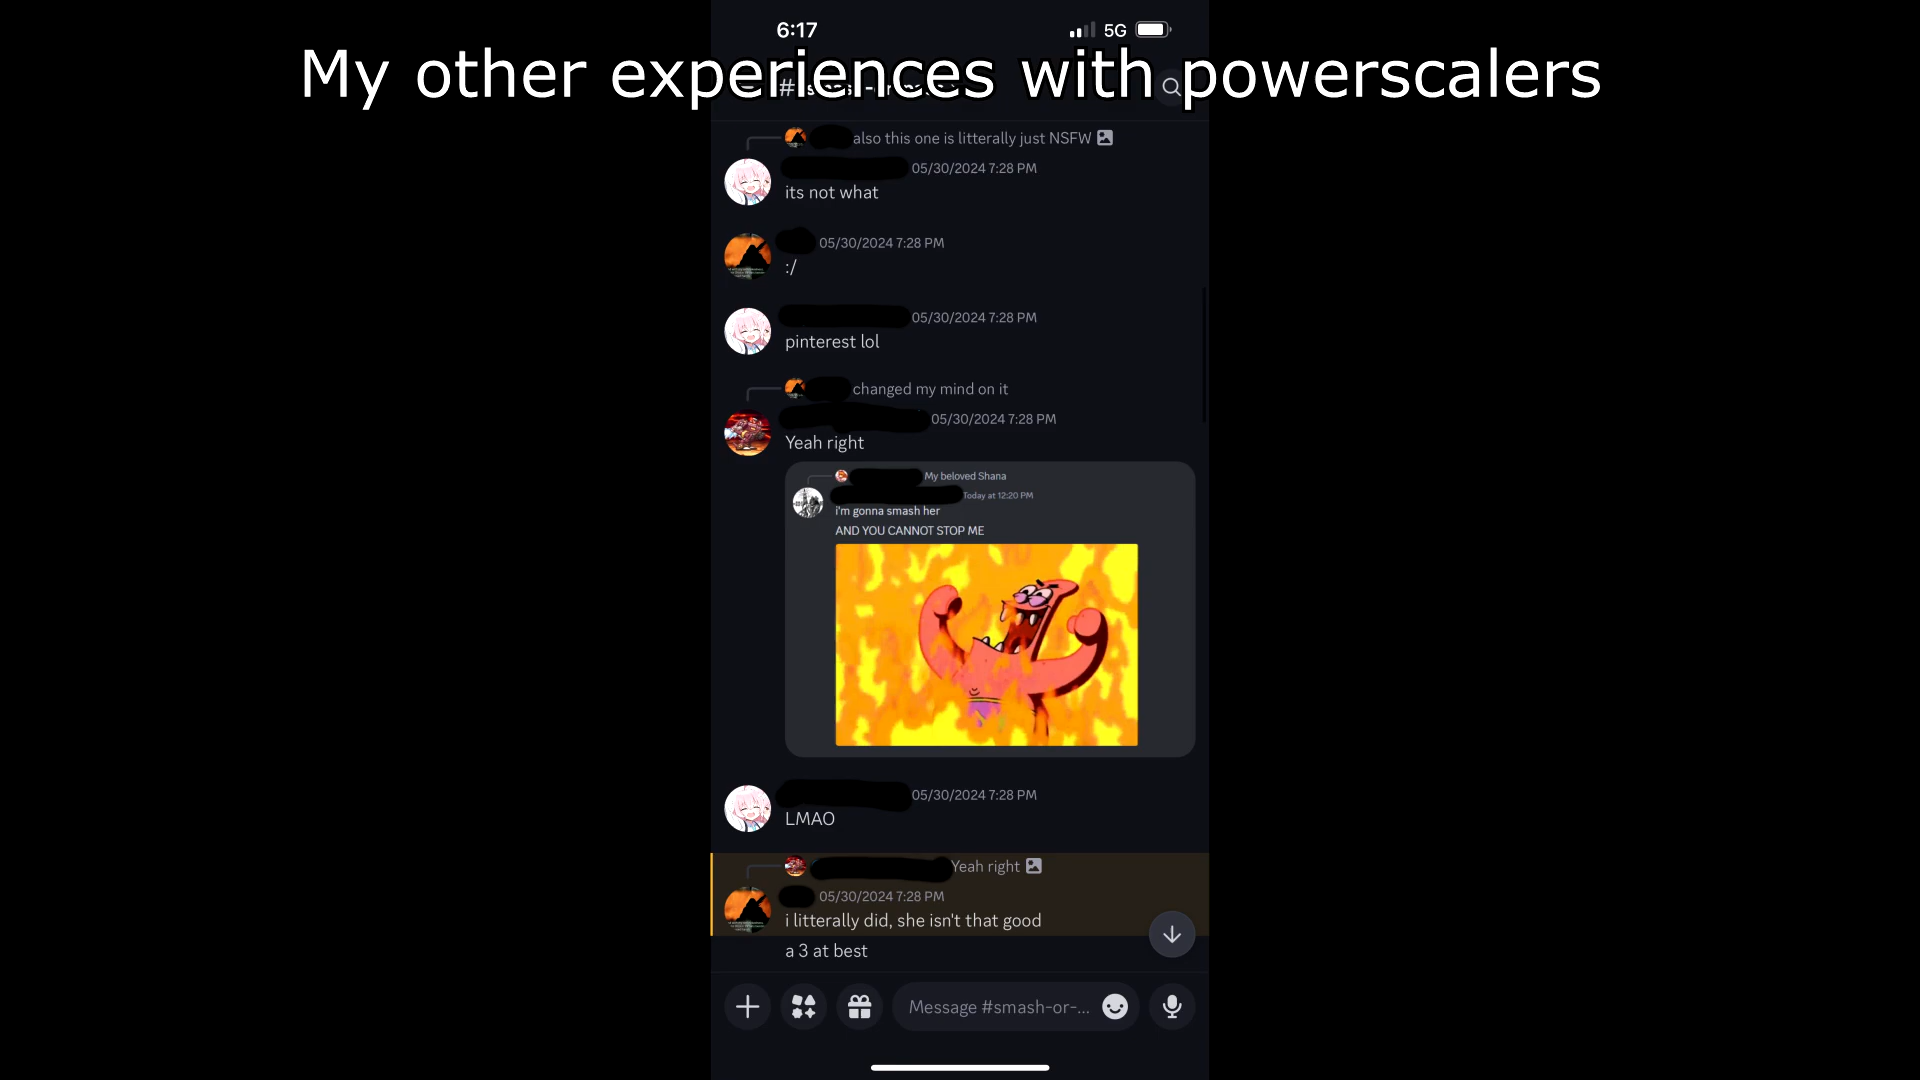 6:17
5G
My other experiences with powerscalers
also this one is litterally just NSFW
05/30/2024 7:28 PM
its not what
05/30/2024 7:28 PM
:/
05/30/2024 7:28 PM
pinterest lol
changed my mind on it
05/30/2024 7:28 PM
Yeah right
My beloved Shana
Today at 12:20 PM
i'm gonna smash her
AND YOU CANNOT STOP ME
05/30/2024 7:28 PM
LMAO
Yeah right
05/30/2024 7:28 PM
i litterally did, she isn't that good
a 3 at best
Message #smash-or-...